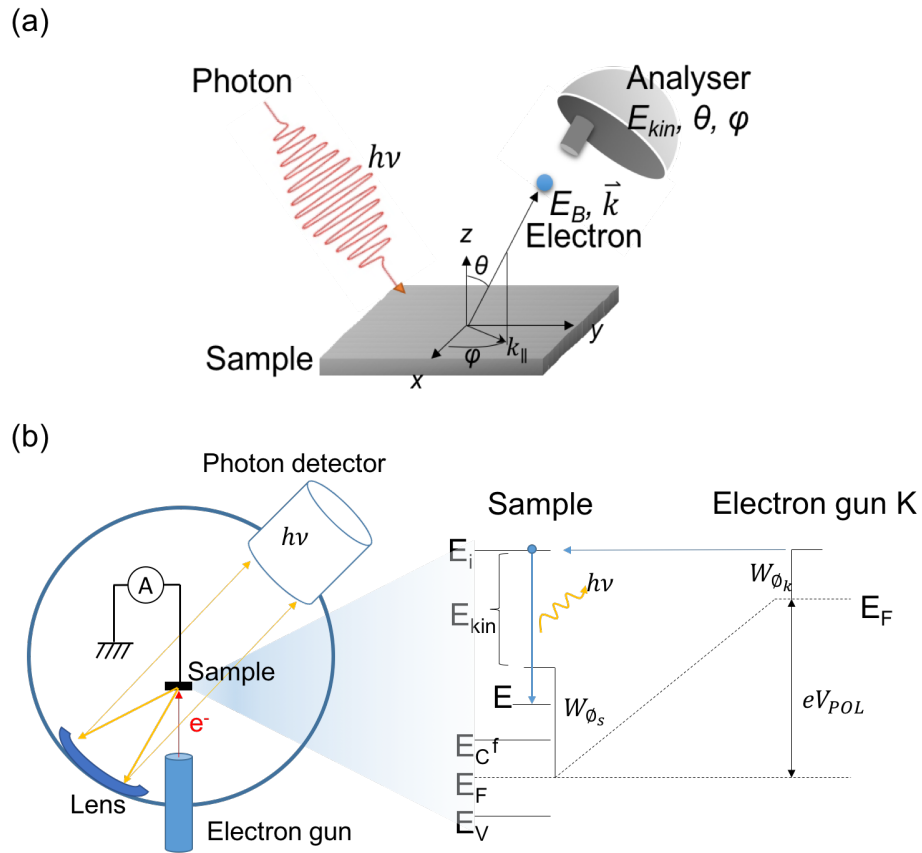 (a)
Photon
hν
Analyser
E_kin, θ, φ
E_B, k⃗
Electron
z
θ
Sample
x
φ
k_∥
y
(b)
Photon detector
hν
A
Sample
e⁻
Lens
Electron gun
Sample
Electron gun K
E_i
hν
W_∅k
E_kin
E_F
E
W_∅s
eV_POL
E_C f
E_F
E_V